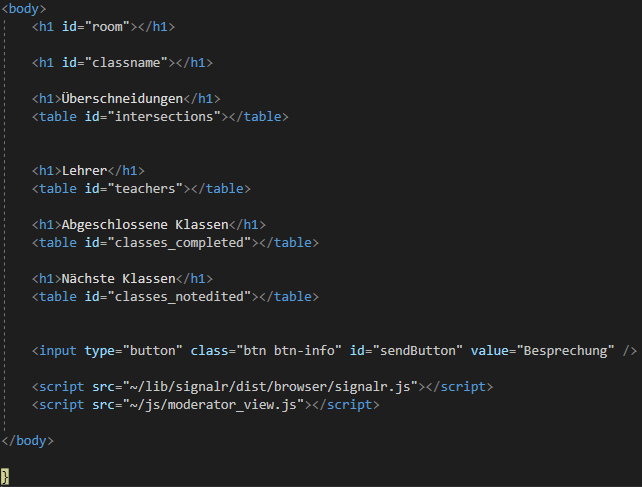 <body>
<h1 id="room"></h1>
<h1 id="classname"></h1>
<h1>Überschneidungen</h1>
<table id="intersections"></table>
<h1>Lehrer</h1>
<table id="teachers"></table>
<h1>Abgeschlossene Klassen</h1>
<table id="classes_completed"></table>
<h1>Nächste Klassen</h1>
<table id="classes_notedited"></table>
<input type="button" class="btn btn-info" id="sendButton" value="Besprechung" />
<script src="~/lib/signalr/dist/browser/signalr.js"></script>
<script src="~/js/moderator_view.js"></script>
</body>
}